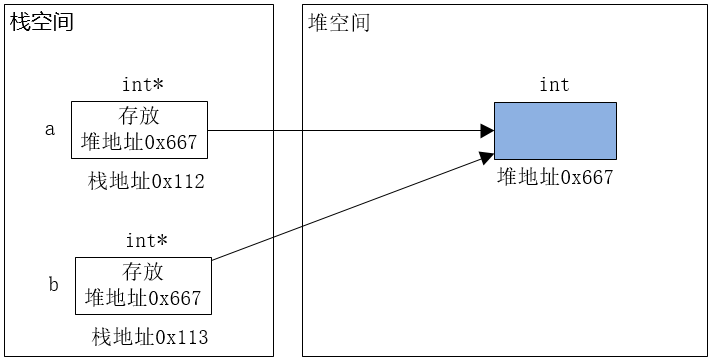 栈空间
堆空间
int*
int
a
存放
堆地址0x667
栈地址0x112
堆地址0x667
int*
b
存放
堆地址0x667
栈地址0x113